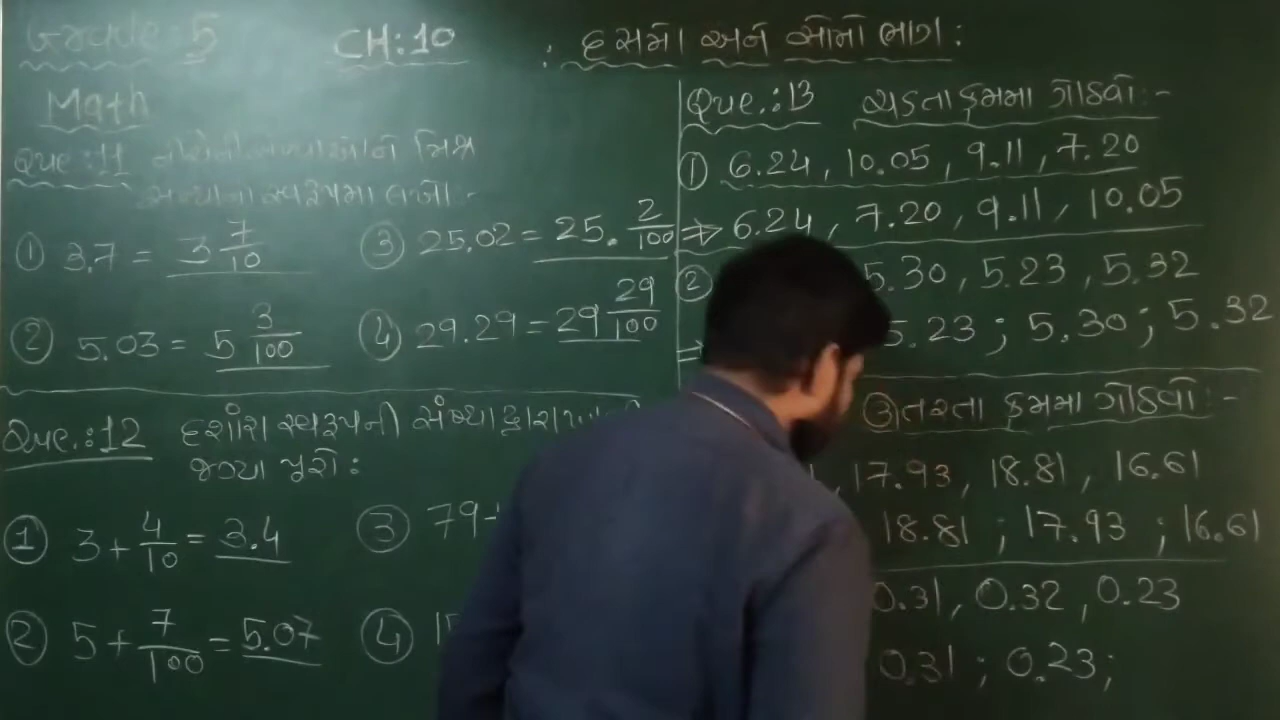 Grade: 5 CH:10 : દસમો અને સોમો ભાગ:
Math
Que.:11 નીચેની સંખ્યાઓને મિશ્ર
સંખ્યાના સ્વરૂપમાં લખો:-
① 3.7 = 3 7/10
② 5.03 = 5 3/100
③ 25.02 = 25. 2/100
④ 29.29 = 29 29/100
Que.:12 દશાંશ સ્વરૂપની સંખ્યા દ્વારા
જગ્યા પૂરો:
① 3 + 4/10 = 3.4
② 5 + 7/100 = 5.07
③ 79
④
Que.:13 ચડતા ક્રમમાં ગોઠવો:-
① 6.24, 10.05, 9.11, 7.20
⇒ 6.24, 7.20, 9.11, 10.05
② 5.30, 5.23, 5.32
⇒ 5.23; 5.30; 5.32
ઉતરતા ક્રમમાં ગોઠવો:-
, 17.93, 18.81, 16.61
18.81; 17.93; 16.61
0.31, 0.32, 0.23
0.31; 0.23;